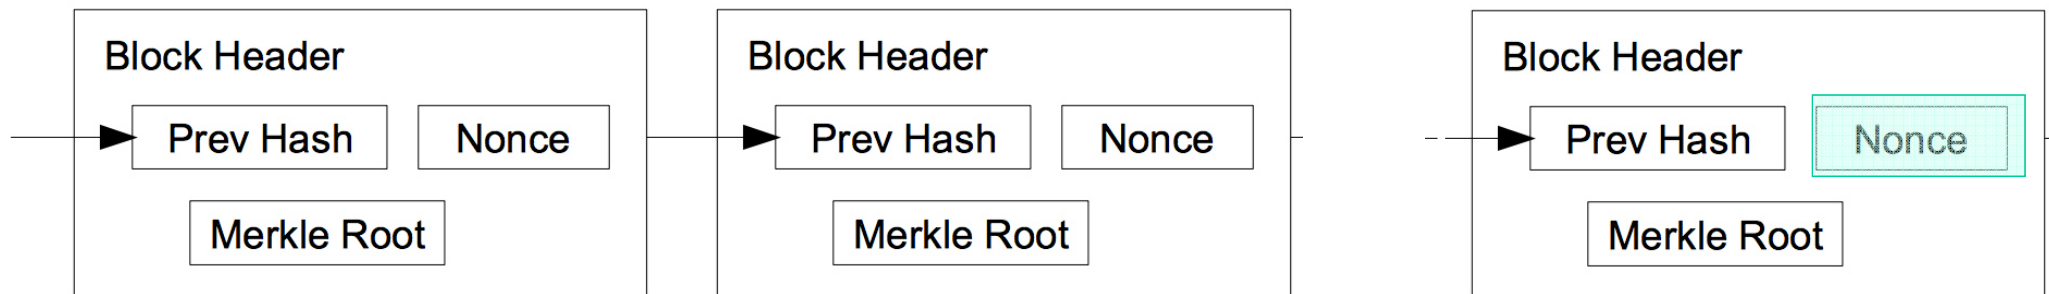 Block Header
Prev Hash
Nonce
Merkle Root
Block Header
Prev Hash
Nonce
Merkle Root
Block Header
Prev Hash
Nonce
Merkle Root